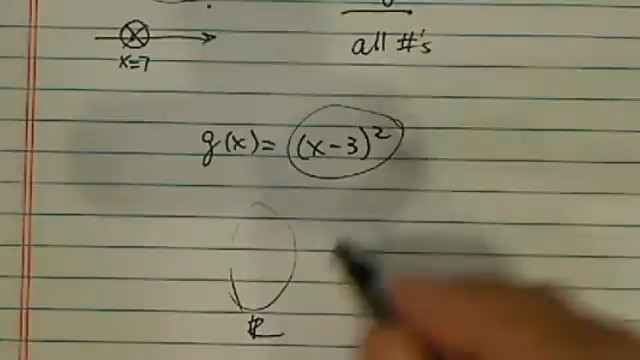 x=7
all #'s
g(x) = (x-3)²
ℝ